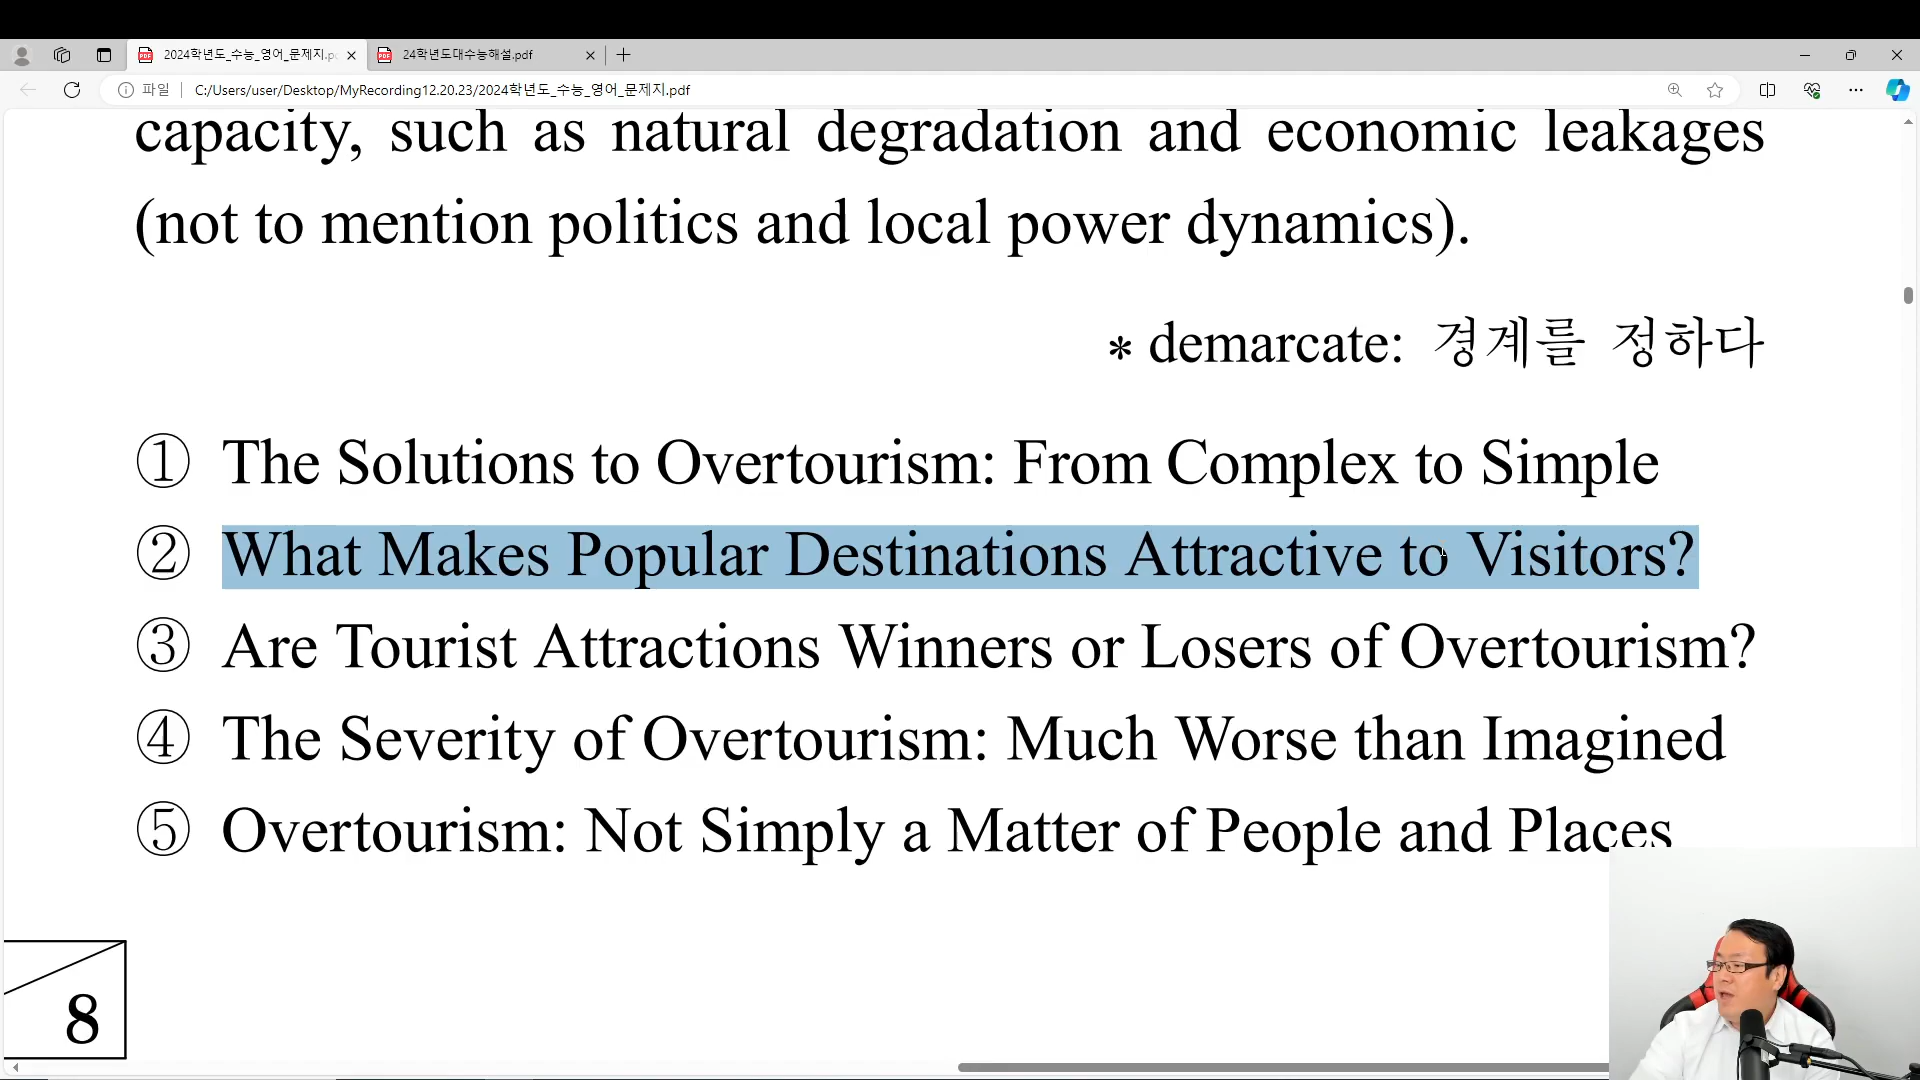 2024학년도_수능_영어_문제지.p
24학년도대수능해설.pdf
파일
C:/Users/user/Desktop/MyRecording12.20.23/2024학년도_수능_영어_문제지.pdf
capacity, such as natural degradation and economic leakages
(not to mention politics and local power dynamics).
* demarcate: 경계를 정하다
① The Solutions to Overtourism: From Complex to Simple
② What Makes Popular Destinations Attractive to Visitors?
③ Are Tourist Attractions Winners or Losers of Overtourism?
④ The Severity of Overtourism: Much Worse than Imagined
⑤ Overtourism: Not Simply a Matter of People and Places
8